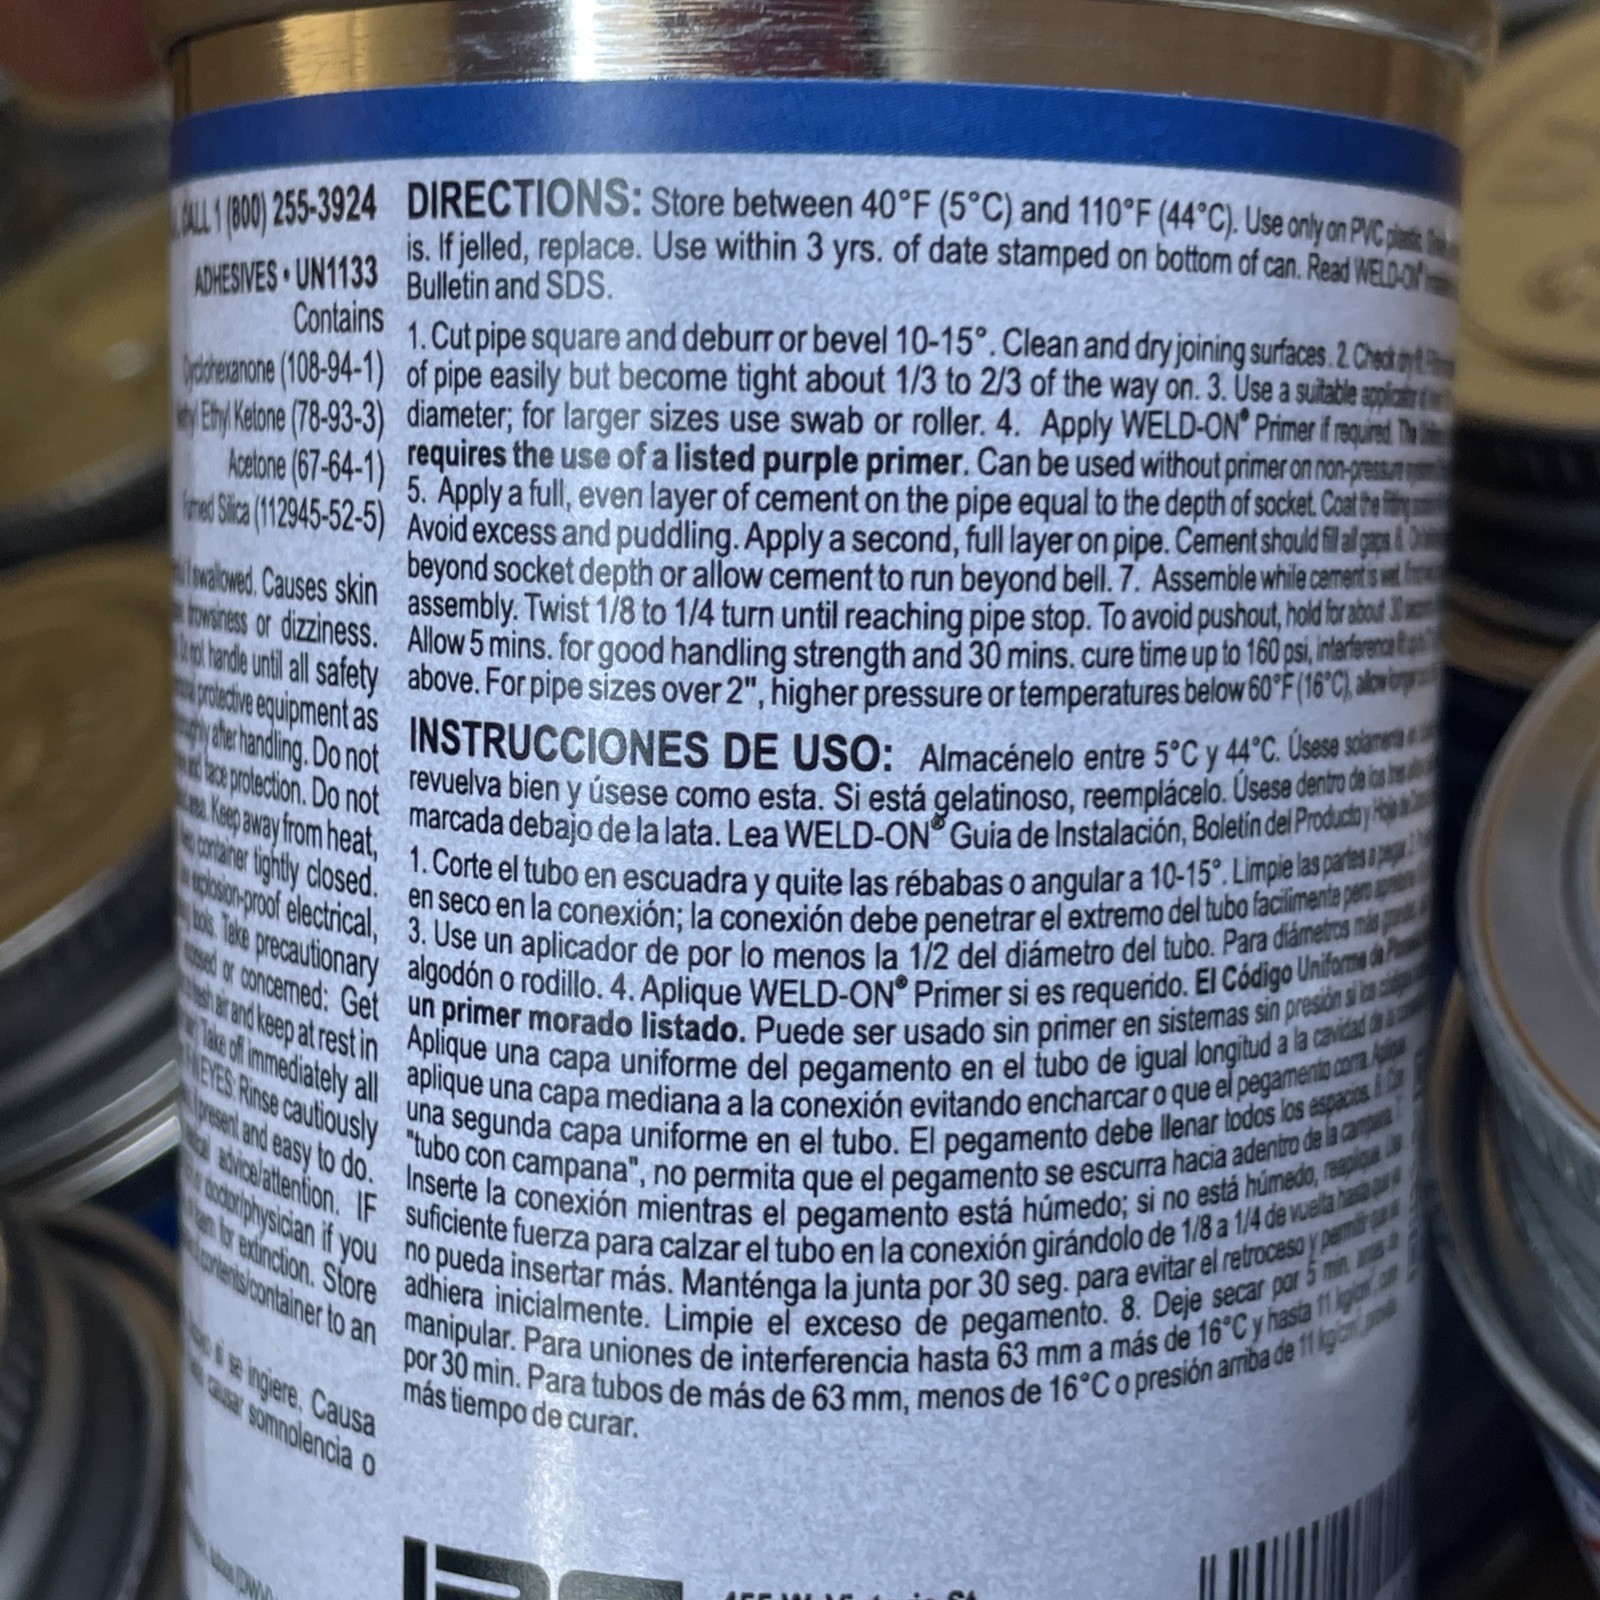 CALL 1 (800) 255-3924
ADHESIVES • UN1133
Contains
Cyclohexanone (108-94-1)
Ethyl Ketone (78-93-3)
Acetone (67-64-1)
Fumed Silica (112945-52-5)
if swallowed. Causes skin
drowsiness or dizziness.
Do not handle until all safety
protective equipment as
after handling. Do not
face protection. Do not
Keep away from heat,
container tightly closed.
explosion-proof electrical,
tools. Take precautionary
exposed or concerned: Get
fresh air and keep at rest in
Take off immediately all
EYES: Rinse cautiously
present and easy to do.
advice/attention. IF
doctor/physician if you
for extinction. Store
contents/container to an
si se ingiere. Causa
causar somnolencia o
DIRECTIONS: Store between 40°F (5°C) and 110°F (44°C). Use only on PVC plastic.
is. If jelled, replace. Use within 3 yrs. of date stamped on bottom of can. Read WELD-ON®
Bulletin and SDS.
1. Cut pipe square and deburr or bevel 10-15°. Clean and dry joining surfaces. 2. Check dry fit.
of pipe easily but become tight about 1/3 to 2/3 of the way on. 3. Use a suitable applicator
diameter; for larger sizes use swab or roller. 4. Apply WELD-ON® Primer if required. The
requires the use of a listed purple primer. Can be used without primer on non-pressure
5. Apply a full, even layer of cement on the pipe equal to the depth of socket. Coat the fitting
Avoid excess and puddling. Apply a second, full layer on pipe. Cement should fill all gaps. 6.
beyond socket depth or allow cement to run beyond bell. 7. Assemble while cement is wet.
assembly. Twist 1/8 to 1/4 turn until reaching pipe stop. To avoid pushout, hold for about 30
Allow 5 mins. for good handling strength and 30 mins. cure time up to 160 psi, interference fit
above. For pipe sizes over 2", higher pressure or temperatures below 60°F (16°C), allow longer
INSTRUCCIONES DE USO: Almacénelo entre 5°C y 44°C. Úsese solamente en
revuelva bien y úsese como esta. Si está gelatinoso, reemplácelo. Úsese dentro de los tres
marcada debajo de la lata. Lea WELD-ON® Guia de Instalación, Boletín del Producto y Hoja de
1. Corte el tubo en escuadra y quite las rébabas o angular a 10-15°. Limpie las partes a pegar.
en seco en la conexión; la conexión debe penetrar el extremo del tubo facilimente pero
3. Use un aplicador de por lo menos la 1/2 del diámetro del tubo. Para diámetros más
algodón o rodillo. 4. Aplique WELD-ON® Primer si es requerido. El Código Uniforme de
un primer morado listado. Puede ser usado sin primer en sistemas sin presión si los
Aplique una capa uniforme del pegamento en el tubo de igual longitud a la cavidad de la
aplique una capa mediana a la conexión evitando encharcar o que el pegamento corra. Aplique
una segunda capa uniforme en el tubo. El pegamento debe llenar todos los espacios. 6. Con
"tubo con campana", no permita que el pegamento se escurra hacia adentro de la campana.
Inserte la conexión mientras el pegamento está húmedo; si no está húmedo, reaplique. Use
suficiente fuerza para calzar el tubo en la conexión girándolo de 1/8 a 1/4 de vuelta hasta que
no pueda insertar más. Manténga la junta por 30 seg. para evitar el retroceso y permitir que
adhiera inicialmente. Limpie el exceso de pegamento. 8. Deje secar por 5 min. antes de
manipular. Para uniones de interferencia hasta 63 mm a más de 16°C y hasta 11 kg/cm², cure
por 30 min. Para tubos de más de 63 mm, menos de 16°C o presión arriba de 11 kg/cm²,
más tiempo de curar.